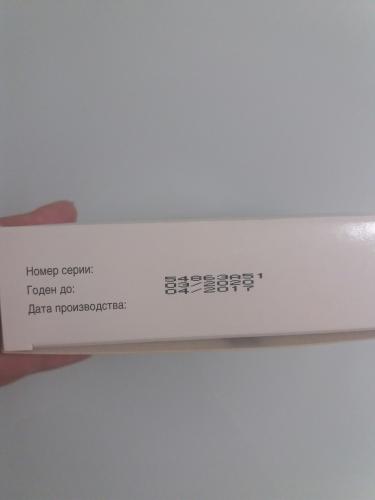 Номер серии: 54863A51
Годен до: 03/2020
Дата производства: 04/2017